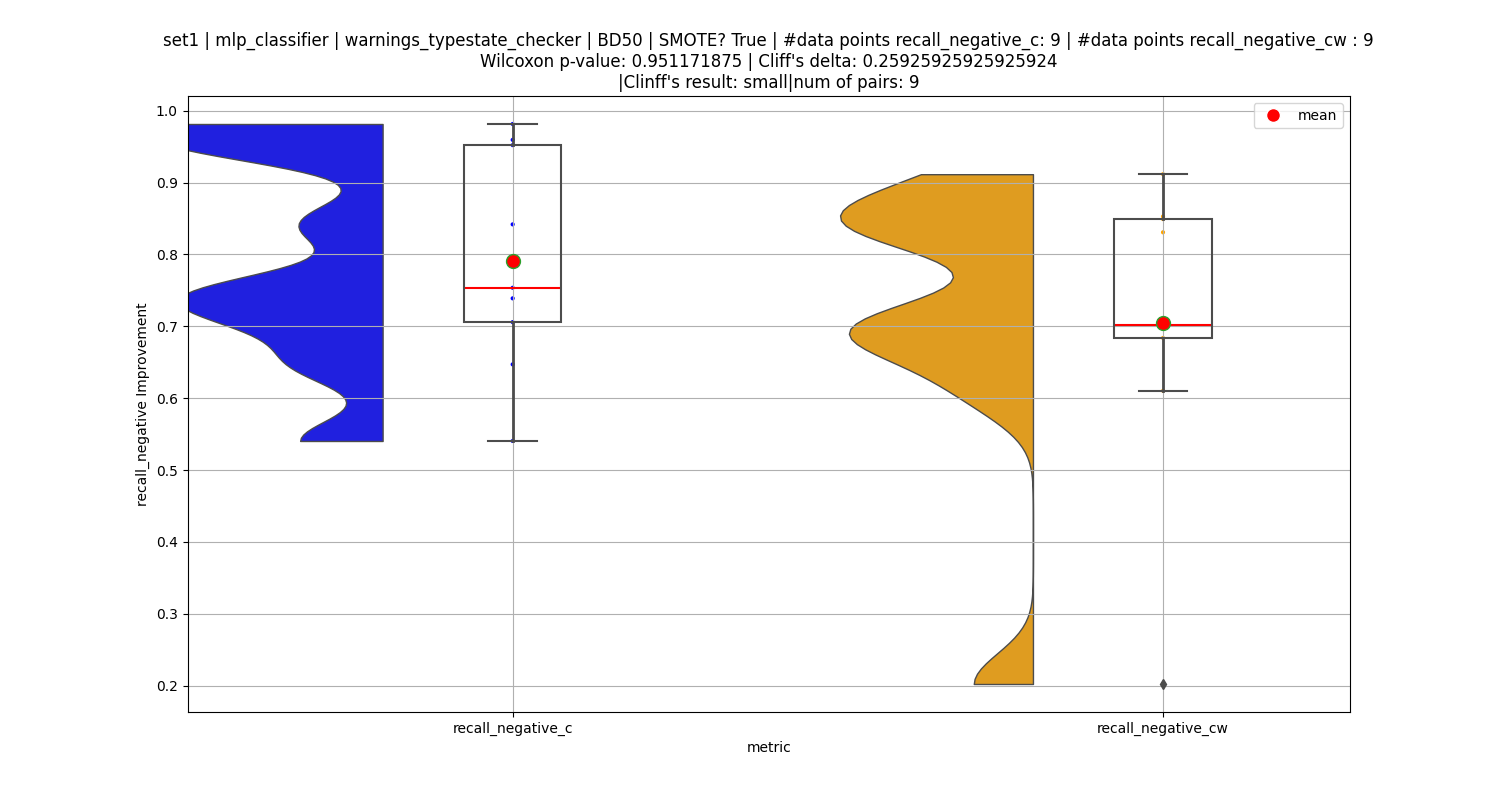 set1 | mlp_classifier | warnings_typestate_checker | BD50 | SMOTE? True | #data points recall_negative_c: 9 | #data points recall_negative_cw : 9
Wilcoxon p-value: 0.951171875 | Cliff's delta: 0.25925925925925924
|Clinff's result: small|num of pairs: 9
mean
1.0
0.9
0.8
0.7
0.6
0.5
0.4
0.3
0.2
recall_negative Improvement
recall_negative_c
recall_negative_cw
metric